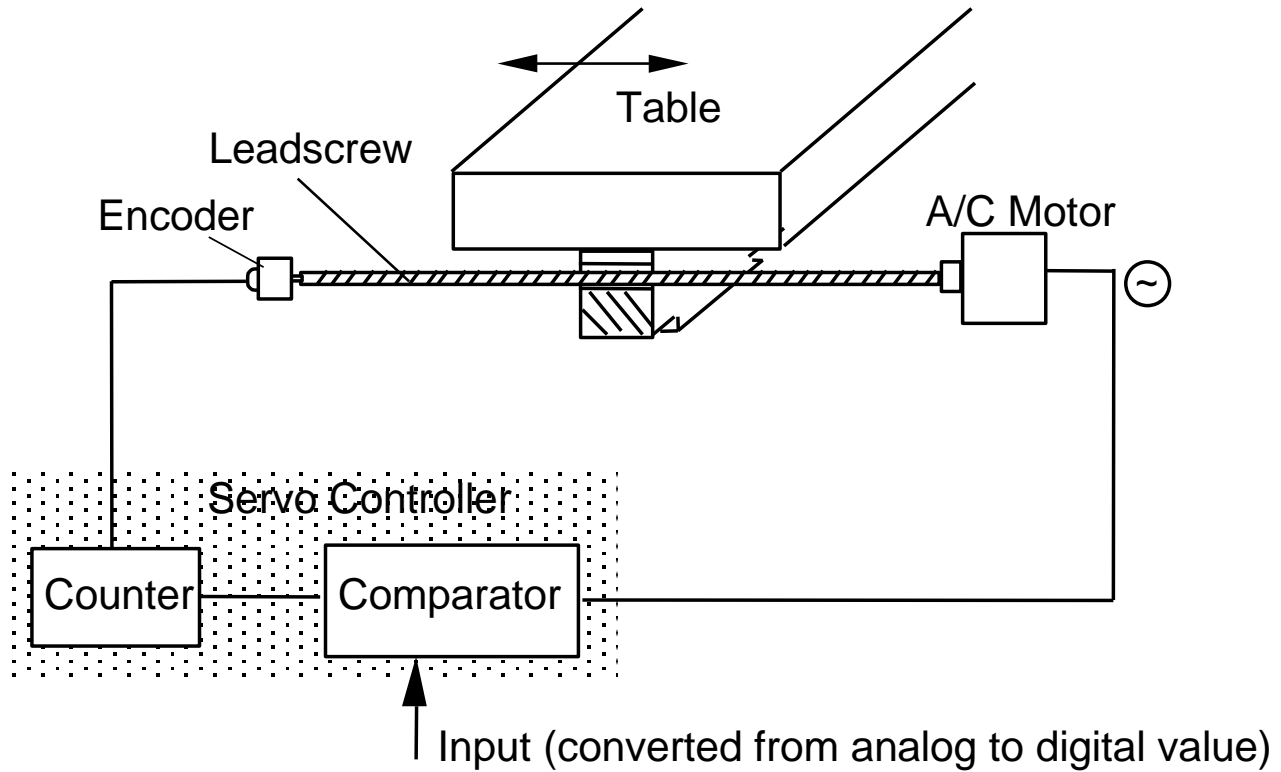 Table
Leadscrew
Encoder
A/C Motor
~
Servo Controller
Counter
Comparator
Input (converted from analog to digital value)